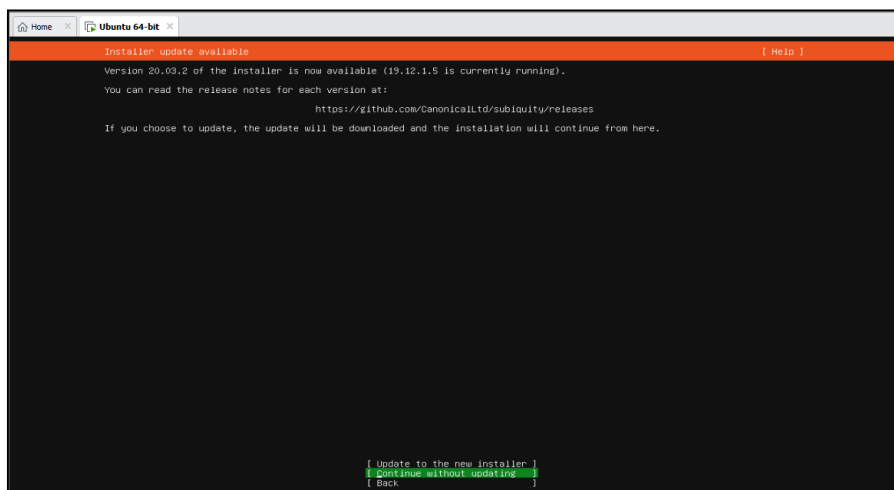 Home
Ubuntu 64-bit
Installer update available [ Help ]
Version 20.03.2 of the installer is now available (19.12.1.5 is currently running).
You can read the release notes for each version at:
https://github.com/CanonicalLtd/subiquity/releases
If you choose to update, the update will be downloaded and the installation will continue from here.
[ Update to the new installer ]
[ Continue without updating ]
[ Back ]